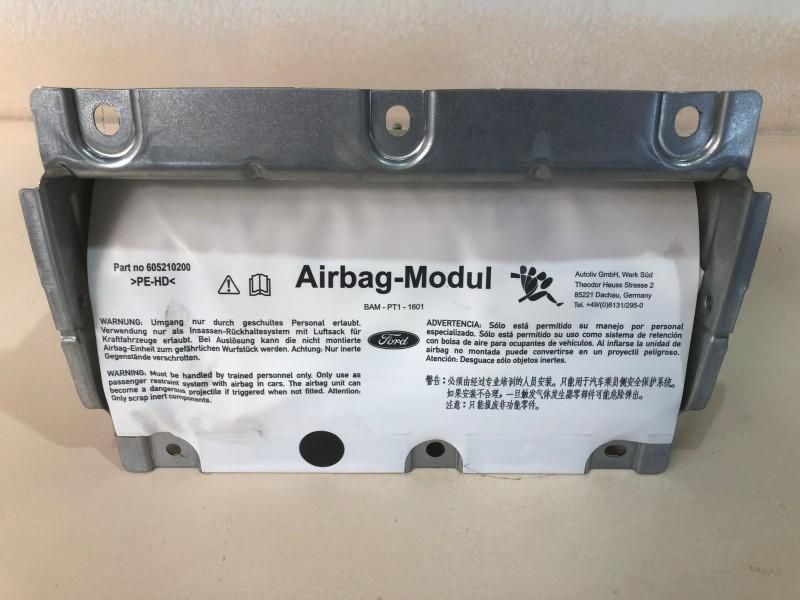 Part no 605210200
>PE-HD<
Airbag-Modul
BAM - PT1 - 1601
Autoliv GmbH, Werk Süd
Theodor Heuss Strasse 2
85221 Dachau, Germany
Tel. +49/(0)8131/295-0
WARNUNG: Umgang nur durch geschultes Personal erlaubt.
Verwendung nur als Insassen-Rückhaltesystem mit Luftsack für
Kraftfahrzeuge erlaubt. Bei Auslösung kann die nicht montierte
Airbag-Einheit zum gefährlichen Wurfstück werden. Achtung: Nur inerte
Gegenstände verschrotten.
WARNING: Must be handled by trained personnel only. Only use as
passenger restraint system with airbag in cars. The airbag unit can
become a dangerous projectile if triggered when not fitted. Attention:
Only scrap inert components.
Ford
ADVERTENCIA: Sólo está permitido su manejo por personal
especializado. Sólo está permitido su uso como sistema de retención
con bolsa de aire para ocupantes de vehículos. Al inflarse la unidad de
airbag no montada puede convertirse en un proyectil peligroso.
Atención: Desguace sólo objetos inertes.
警告：必须由经过专业培训的人员安装。只能用于汽车乘员侧安全保护系统。
如果安装不合理，一旦触发气体发生器零部件可能危险弹出。
注意：只能报废非功能零件。